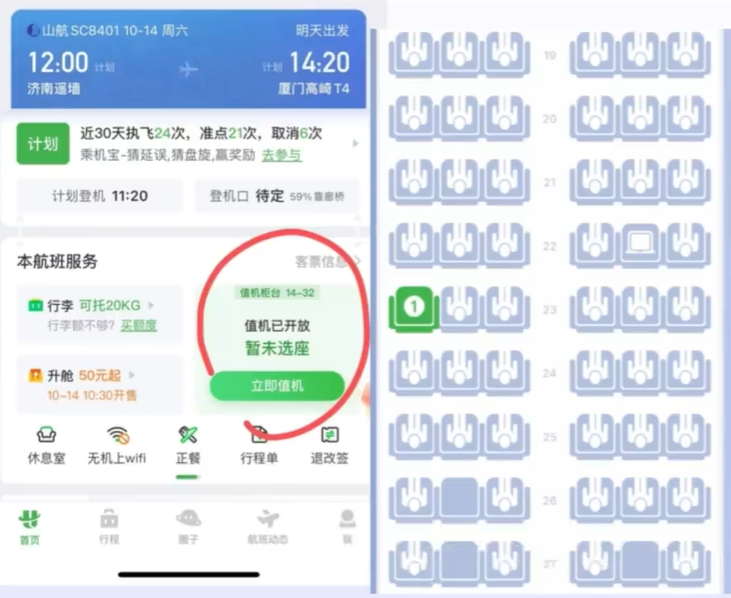 山航SC8401 10-14 周六
明天出发
12:00 计划
计划 14:20
济南遥墙
厦门高崎T4
计划
近30天执飞24次，准点21次，取消6次
乘机宝-猜延误,猜盘旋,赢奖励 去参与
计划登机 11:20
登机口 待定 59%靠廊桥
本航班服务
客票信息
行李 可托20KG
行李额不够? 买额度
升舱 50元起
10-14 10:30开售
值机柜台 14-32
值机已开放
暂未选座
立即值机
休息室
无机上wifi
正餐
行程单
退改签
首页
行程
圈子
航班动态
我
19
20
21
22
23
1
24
25
26
27